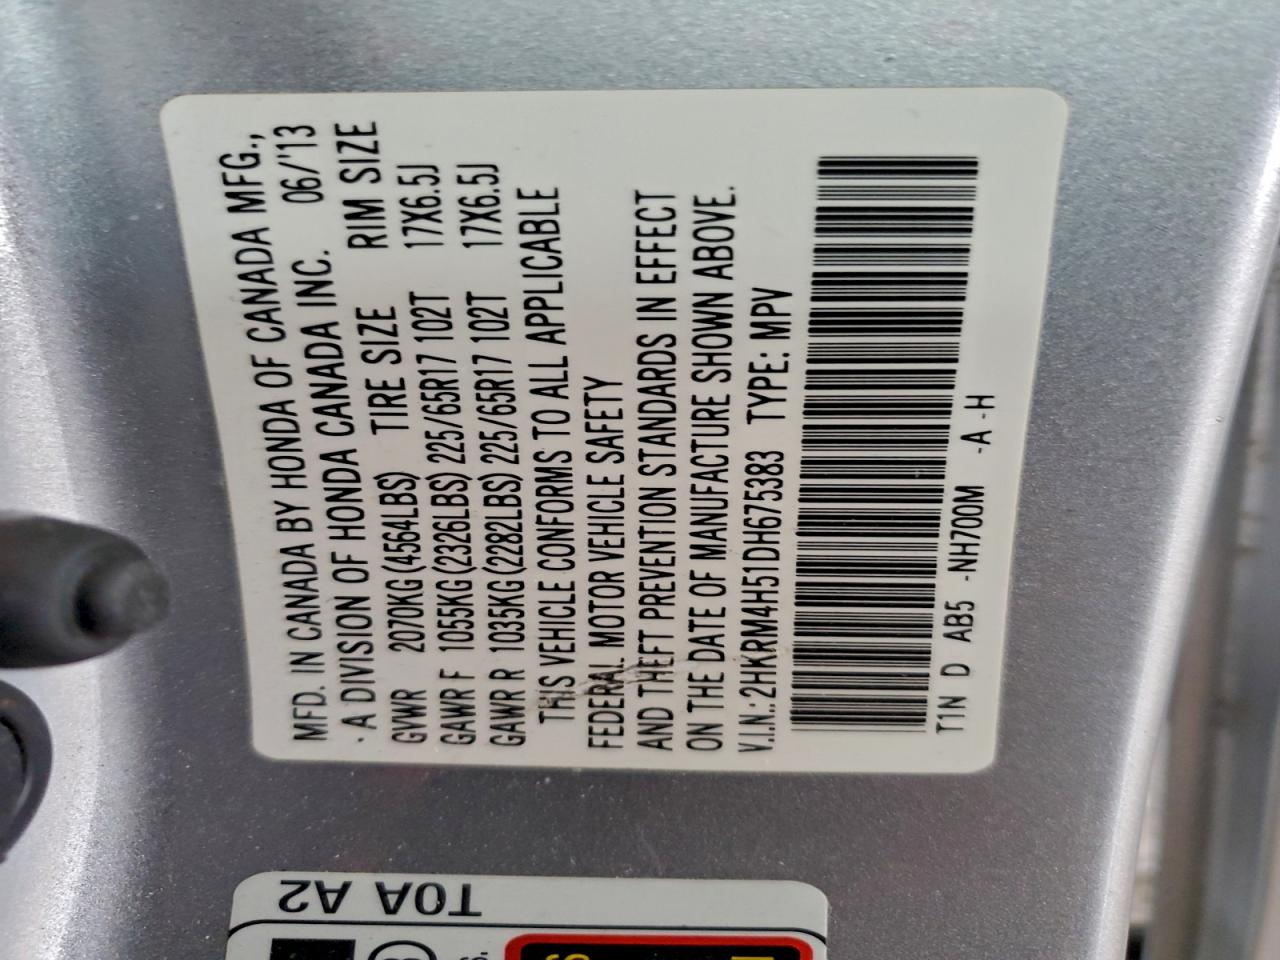 MFD. IN CANADA BY HONDA OF CANADA MFG.,
. A DIVISION OF HONDA CANADA INC. 06/'13
GVWR 2070KG(4564LBS) TIRE SIZE RIM SIZE
GAWR F 1055KG(2326LBS) 225/65R17 102T 17X6.5J
GAWR R 1035KG(2282LBS) 225/65R17 102T 17X6.5J
THIS VEHICLE CONFORMS TO ALL APPLICABLE
FEDERAL MOTOR VEHICLE SAFETY
AND THEFT PREVENTION STANDARDS IN EFFECT
ON THE DATE OF MANUFACTURE SHOWN ABOVE.
V.I.N.:2HKRM4H51DH675383 TYPE: MPV
T1N D AB5 -NH700M -A -H
T0A A2